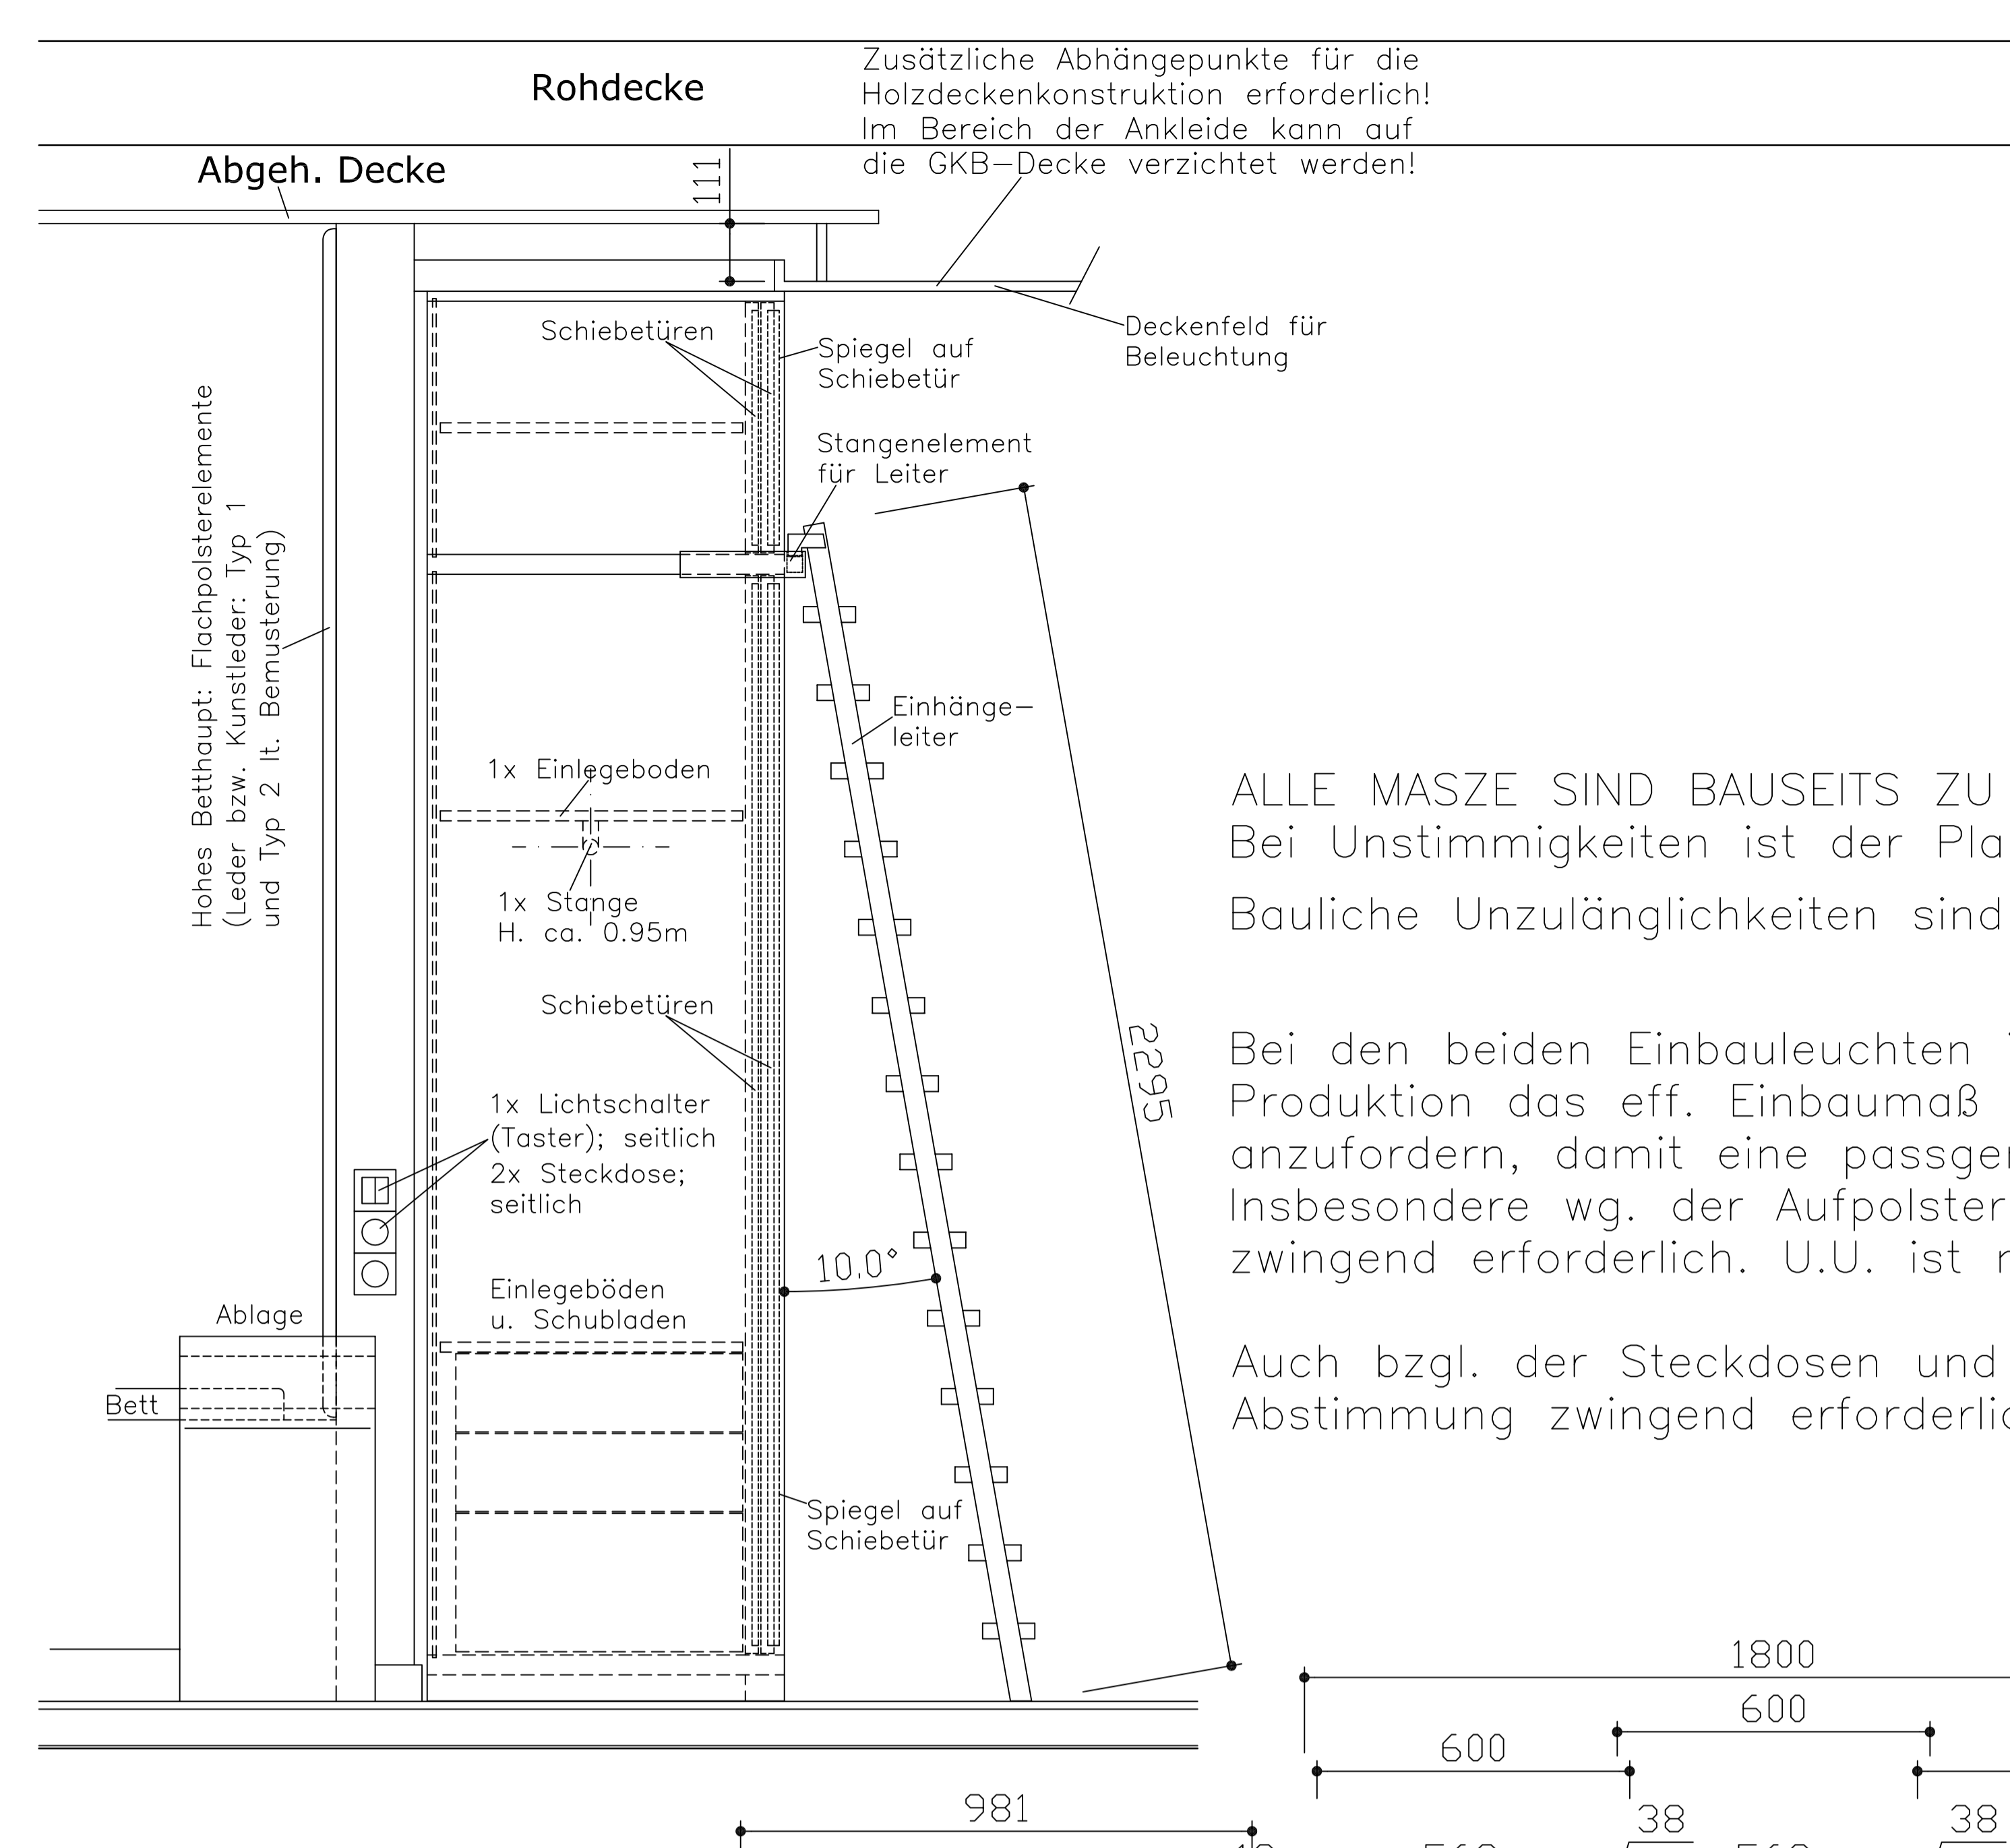 Rohdecke
Zusätzliche Abhängepunkte für die
Holzdeckenkonstruktion erforderlich!
Im Bereich der Ankleide kann auf
die GKB-Decke verzichtet werden!
Abgeh. Decke
111
Schiebetüren
Spiegel auf
Schiebetür
Deckenfeld für
Beleuchtung
Stangenelement
für Leiter
Hohes Betthaupt: Flachpolsterelemente
(Leder bzw. Kunstleder: Typ 1
und Typ 2 lt. Bemusterung)
Einhänge-
leiter
1x Einlegeboden
1x Stange
H. ca. 0.95m
Schiebetüren
1x Lichtschalter
(Taster); seitlich
2x Steckdose;
seitlich
2295
10.0°
Einlegeböden
u. Schubladen
Ablage
Bett
Spiegel auf
Schiebetür
ALLE MASZE SIND BAUSEITS ZU
Bei Unstimmigkeiten ist der Pla
Bauliche Unzulänglichkeiten sind
Bei den beiden Einbauleuchten
Produktion das eff. Einbaumaß
anzufordern, damit eine passge
Insbesondere wg. der Aufpolster
zwingend erforderlich. U.U. ist
Auch bzgl. der Steckdosen und
Abstimmung zwingend erforderlic
1800
600
600
981
38
38